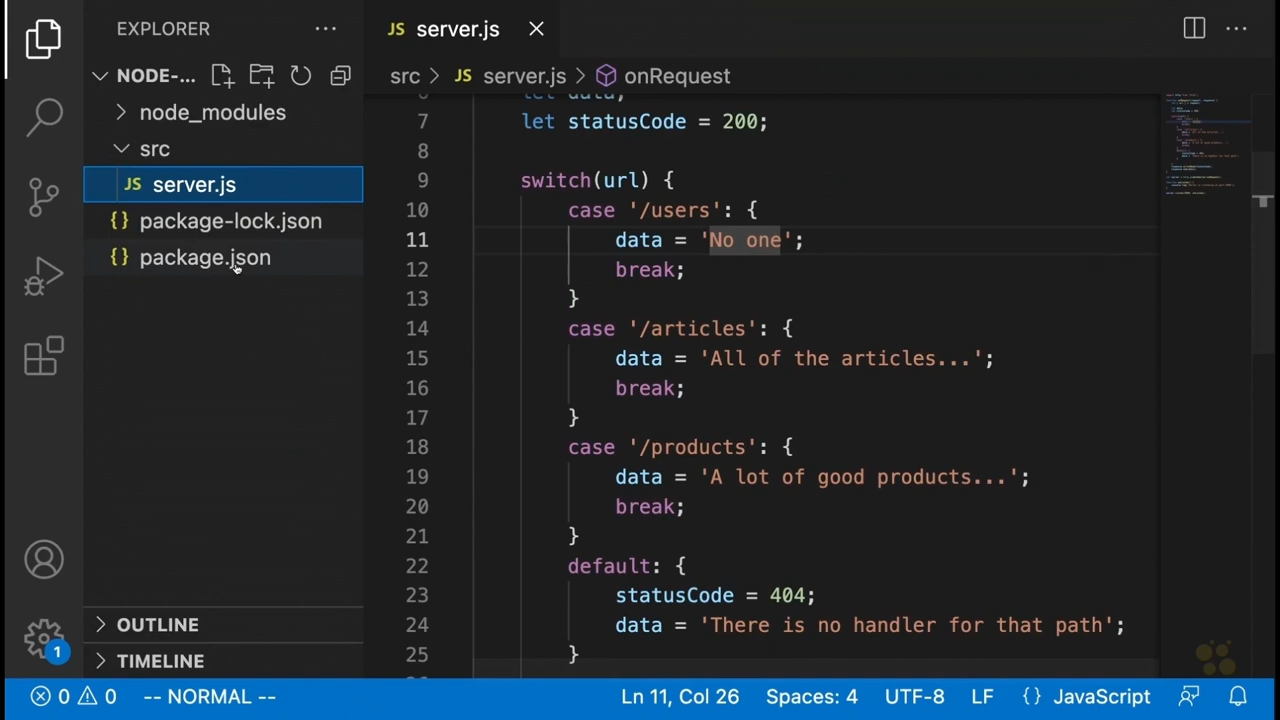 EXPLORER
JS server.js
NODE-...
src > JS server.js > onRequest
node_modules
src
JS server.js
{} package-lock.json
{} package.json
6 let data;
7 let statusCode = 200;
8
9 switch(url) {
10 case '/users': {
11 data = 'No one';
12 break;
13 }
14 case '/articles': {
15 data = 'All of the articles...';
16 break;
17 }
18 case '/products': {
19 data = 'A lot of good products...';
20 break;
21 }
22 default: {
23 statusCode = 404;
24 data = 'There is no handler for that path';
25 }
OUTLINE
TIMELINE
1
0 0 -- NORMAL -- Ln 11, Col 26 Spaces: 4 UTF-8 LF {} JavaScript